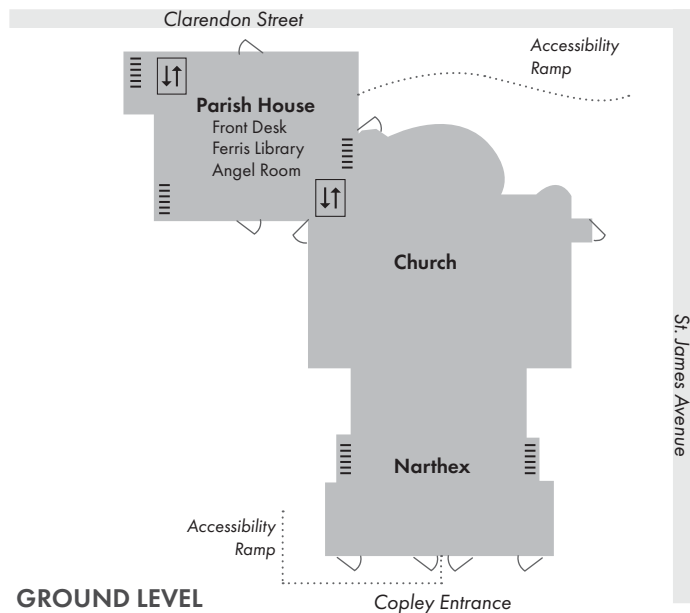 Clarendon Street
Accessibility
Ramp
Parish House
Front Desk
Ferris Library
Angel Room
Church
St. James Avenue
Narthex
Accessibility
Ramp
GROUND LEVEL
Copley Entrance